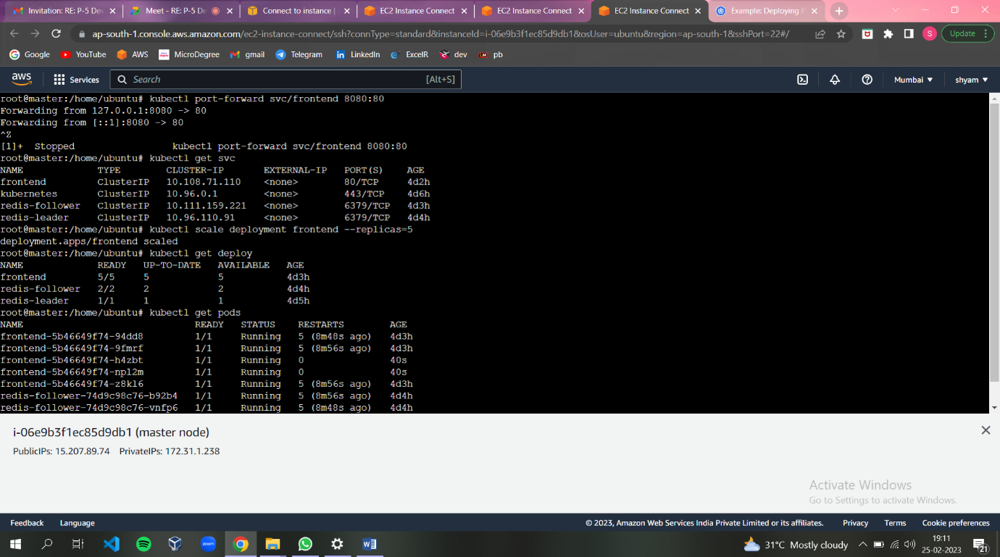 Invitation: RE: P-5 Dev
Meet - RE: P-5 De
Connect to instance |
EC2 Instance Connect
EC2 Instance Connect
EC2 Instance Connect
Example: Deploying P
ap-south-1.console.aws.amazon.com/ec2-instance-connect/ssh?connType=standard&instanceId=i-06e9b3f1ec85d9db1&osUser=ubuntu&region=ap-south-1&sshPort=22#/
S
Update
Google
YouTube
AWS
MicroDegree
gmail
Telegram
LinkedIn
ExcelR
dev
pb
aws
Services
Search
[Alt+S]
Mumbai
shyam
root@master:/home/ubuntu# kubectl port-forward svc/frontend 8080:80
Forwarding from 127.0.0.1:8080 -> 80
Forwarding from [::1]:8080 -> 80
^Z
[1]+  Stopped                 kubectl port-forward svc/frontend 8080:80
root@master:/home/ubuntu# kubectl get svc
NAME             TYPE        CLUSTER-IP       EXTERNAL-IP   PORT(S)    AGE
frontend         ClusterIP   10.108.71.110    <none>        80/TCP     4d2h
kubernetes       ClusterIP   10.96.0.1        <none>        443/TCP    4d6h
redis-follower   ClusterIP   10.111.159.221   <none>        6379/TCP   4d3h
redis-leader     ClusterIP   10.96.110.91     <none>        6379/TCP   4d4h
root@master:/home/ubuntu# kubectl scale deployment frontend --replicas=5
deployment.apps/frontend scaled
root@master:/home/ubuntu# kubectl get deploy
NAME             READY   UP-TO-DATE   AVAILABLE   AGE
frontend         5/5     5            5           4d3h
redis-follower   2/2     2            2           4d4h
redis-leader     1/1     1            1           4d5h
root@master:/home/ubuntu# kubectl get pods
NAME                              READY   STATUS    RESTARTS        AGE
frontend-5b46649f74-94dd8         1/1     Running   5 (8m48s ago)   4d3h
frontend-5b46649f74-9fmrf         1/1     Running   5 (8m56s ago)   4d3h
frontend-5b46649f74-h4zbt         1/1     Running   0               40s
frontend-5b46649f74-npl2m         1/1     Running   0               40s
frontend-5b46649f74-z8kl6         1/1     Running   5 (8m56s ago)   4d3h
redis-follower-74d9c98c76-b92b4   1/1     Running   5 (8m56s ago)   4d4h
redis-follower-74d9c98c76-vnfp6   1/1     Running   5 (8m48s ago)   4d4h
i-06e9b3f1ec85d9db1 (master node)
PublicIPs: 15.207.89.74 PrivateIPs: 172.31.1.238
Activate Windows
Go to Settings to activate Windows.
Feedback
Language
© 2023, Amazon Web Services India Private Limited or its affiliates.
Privacy
Terms
Cookie preferences
zoom
31°C Mostly cloudy
19:11
25-02-2023
21